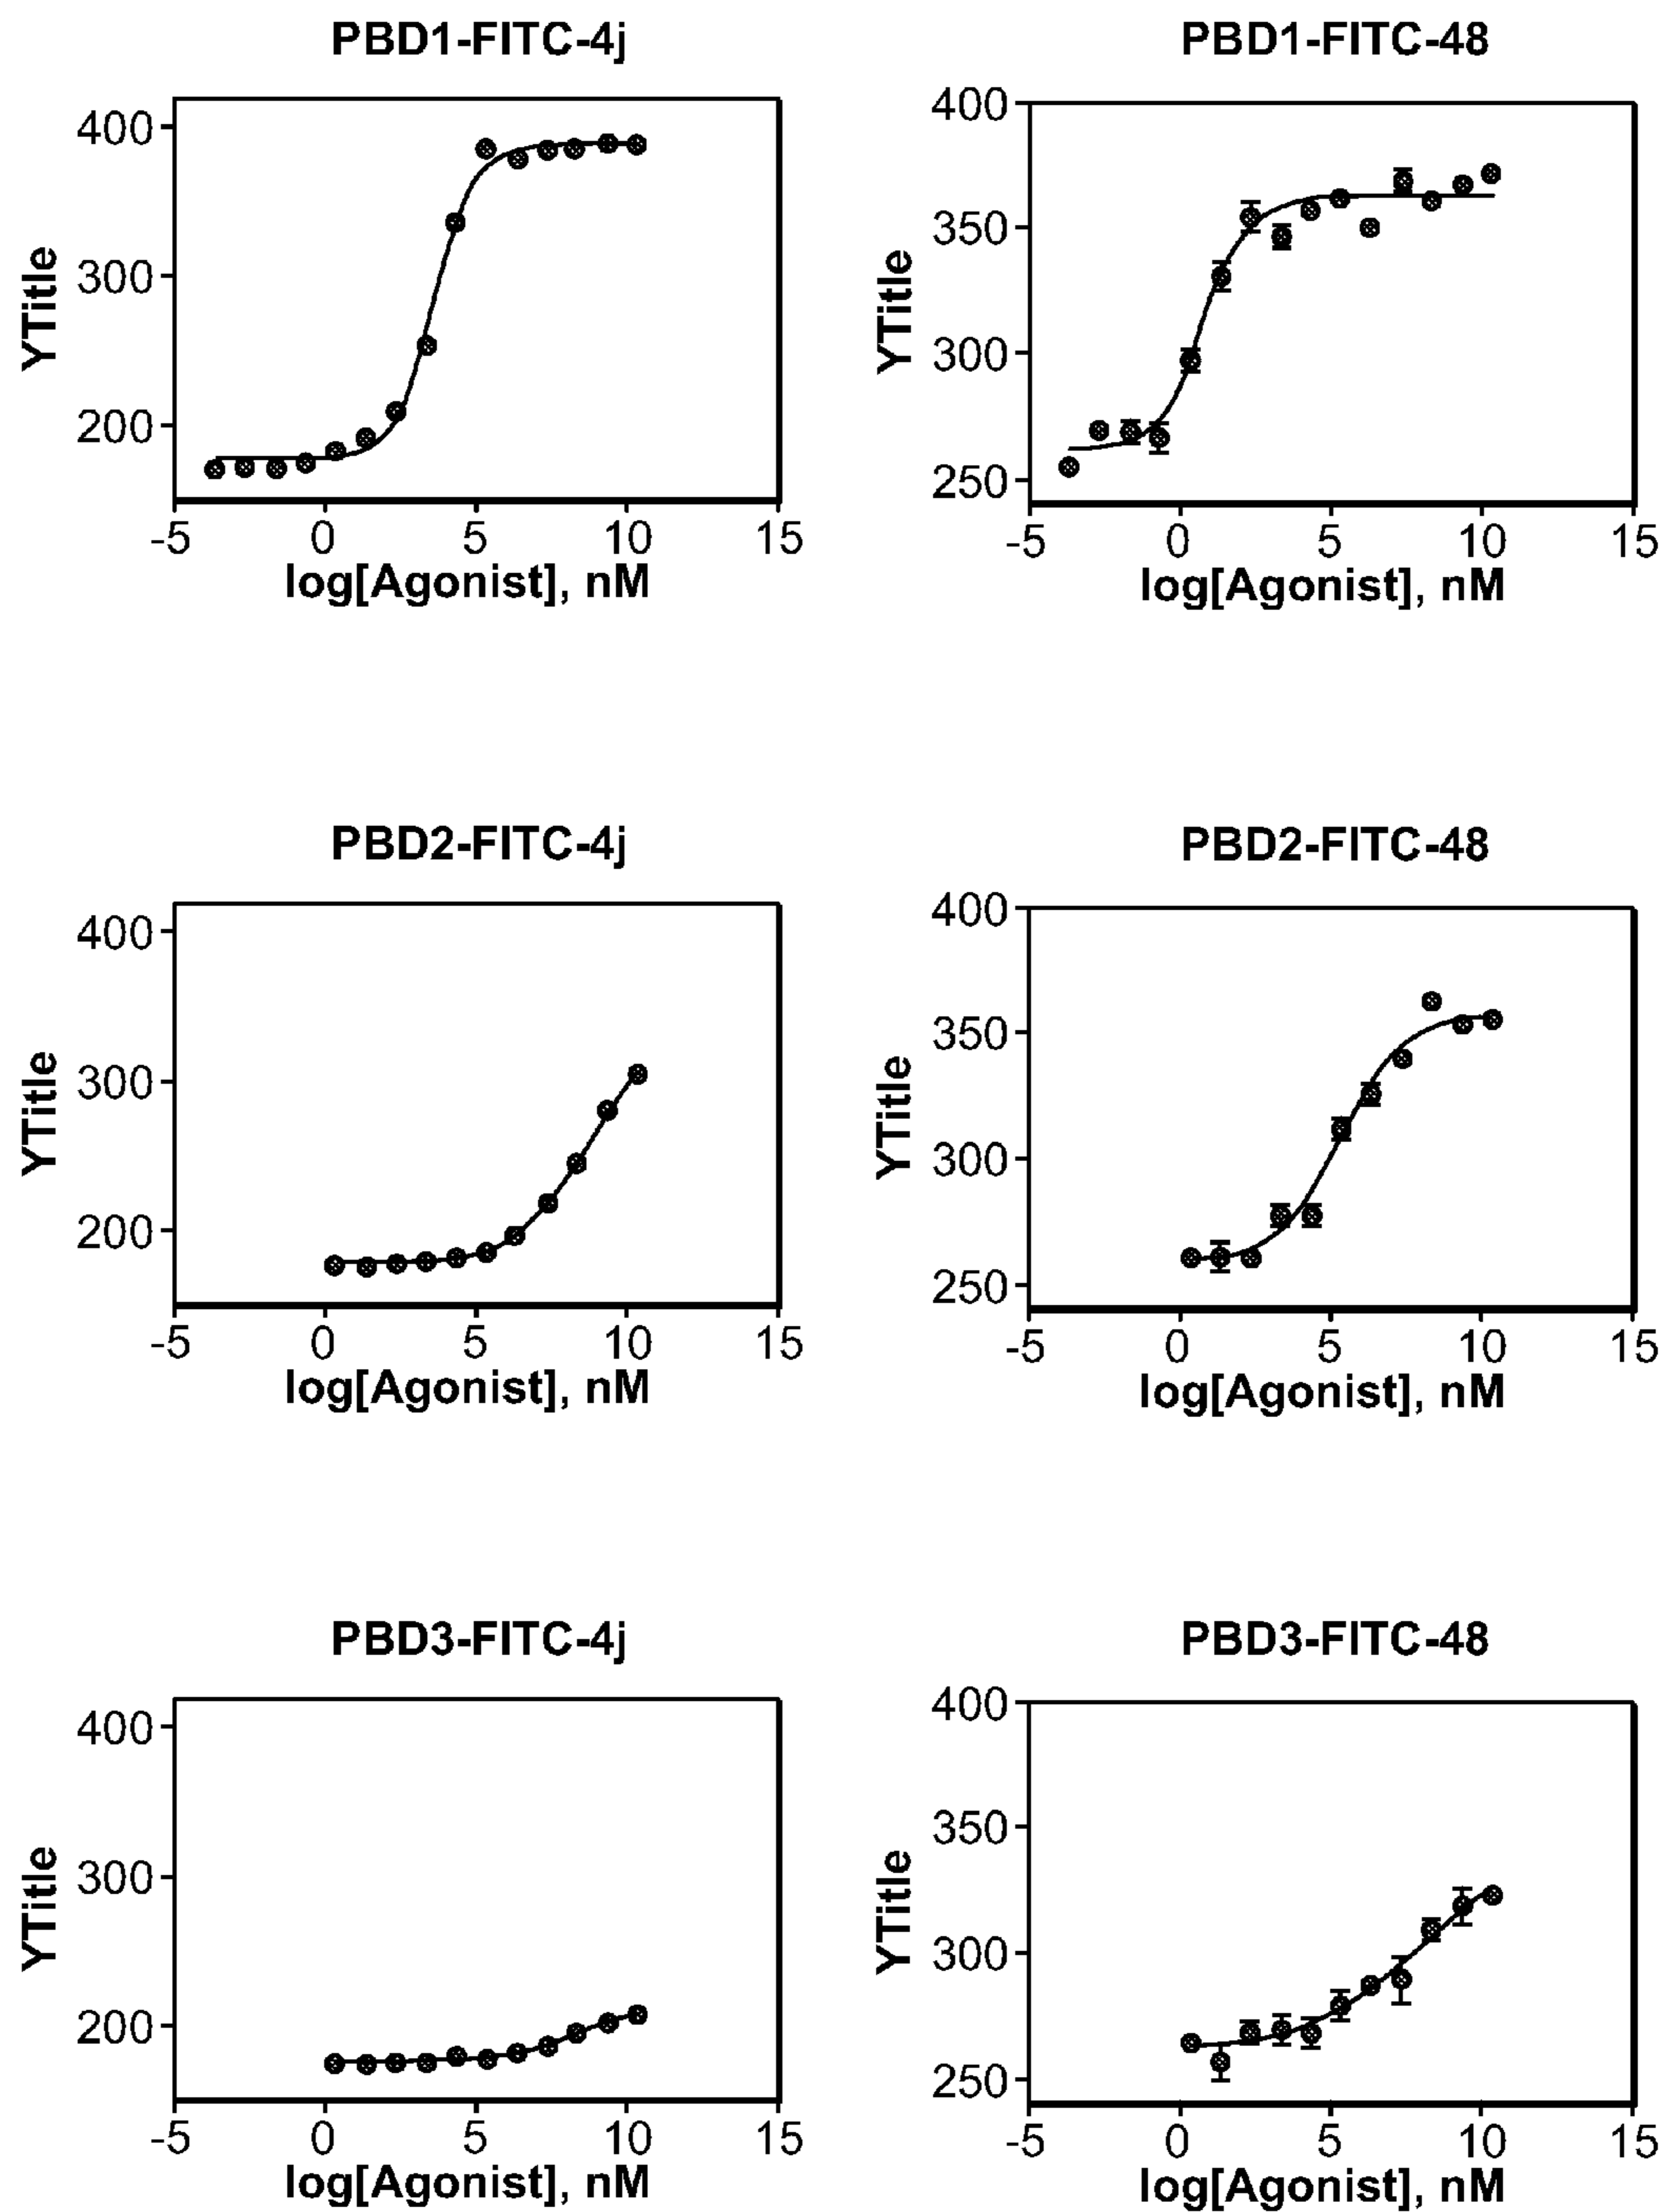 PBD1-FITC-4j
400
300
200
YTitle
-5 0 5 10 15
log[Agonist], nM
PBD1-FITC-48
400
350
300
250
YTitle
-5 0 5 10 15
log[Agonist], nM
PBD2-FITC-4j
400
300
200
YTitle
-5 0 5 10 15
log[Agonist], nM
PBD2-FITC-48
400
350
300
250
YTitle
-5 0 5 10 15
log[Agonist], nM
PBD3-FITC-4j
400
300
200
YTitle
-5 0 5 10 15
log[Agonist], nM
PBD3-FITC-48
400
350
300
250
YTitle
-5 0 5 10 15
log[Agonist], nM